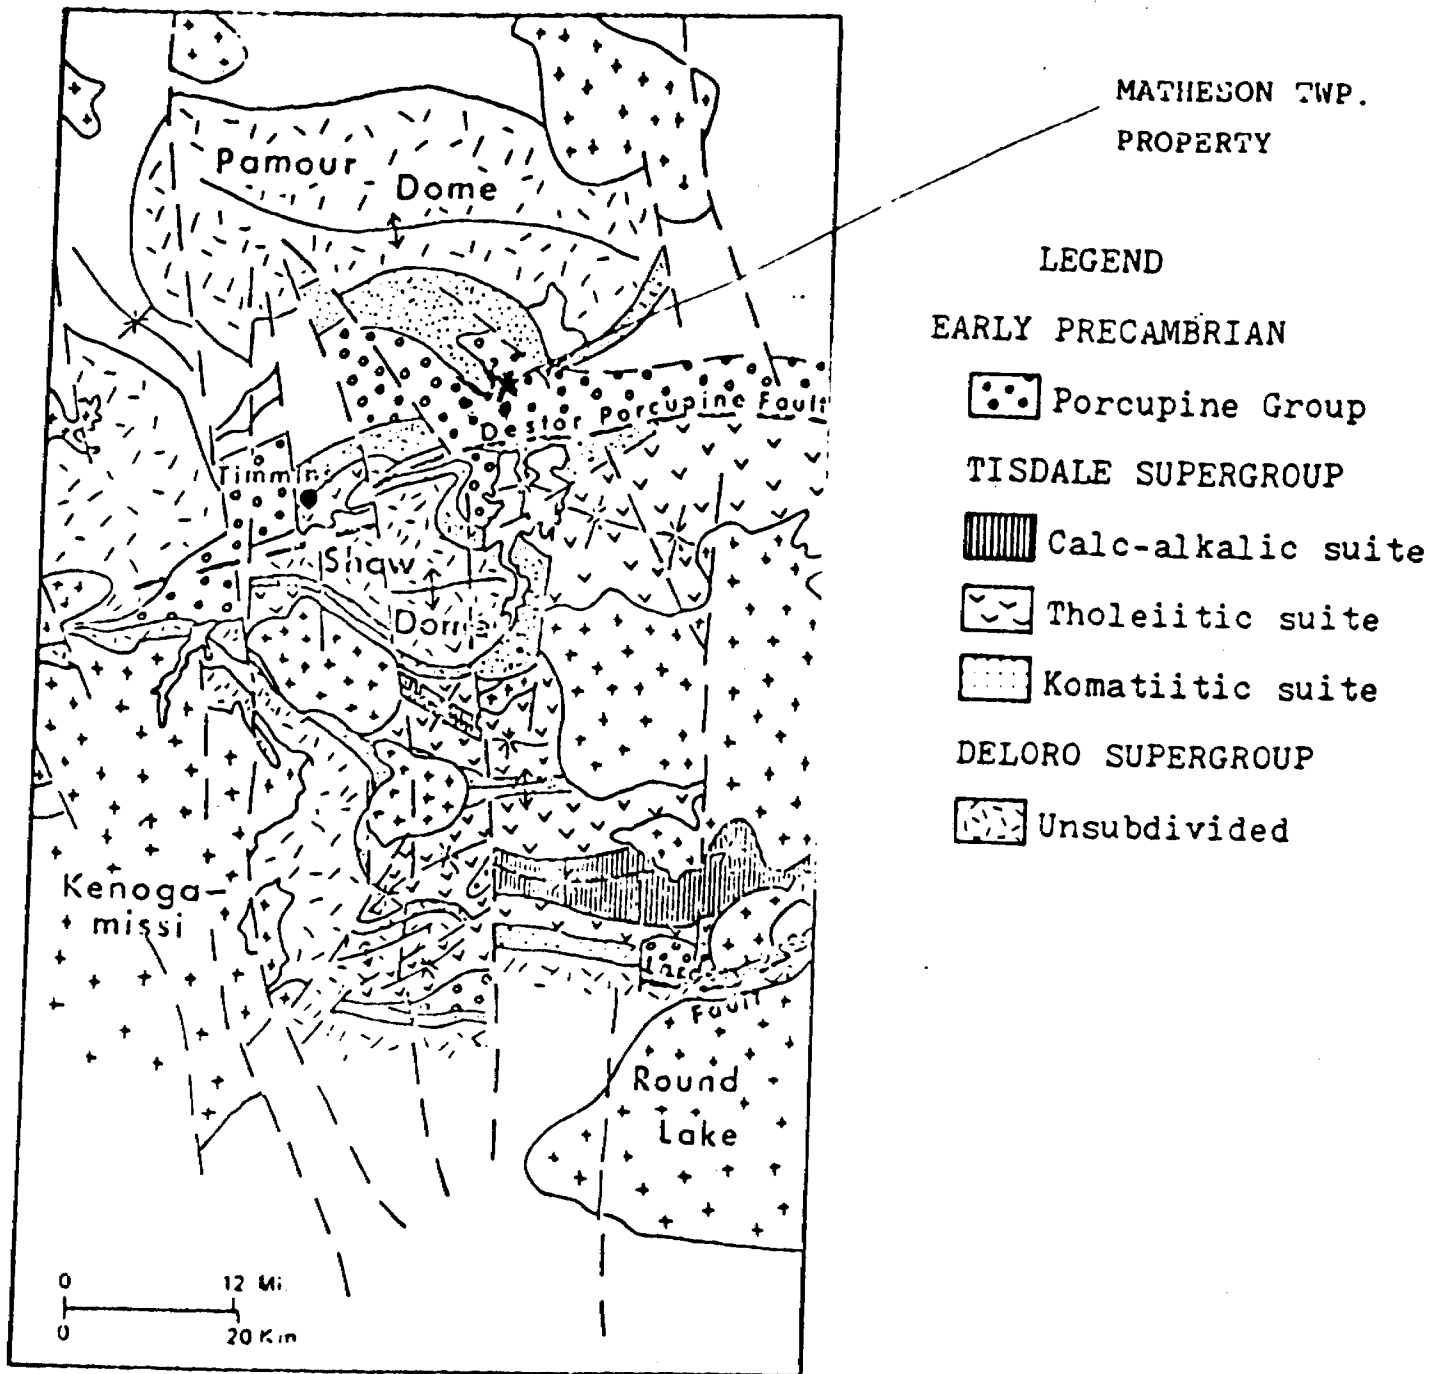 MATHESON TWP.
PROPERTY
Pamour
Dome
Destor Porcupine Fault
Timmins
Shaw
Dome
Kenoga-
missi
Fault
Round
Lake
0 12 Mi.
0 20 Km
LEGEND
EARLY PRECAMBRIAN
Porcupine Group
TISDALE SUPERGROUP
Calc-alkalic suite
Tholeiitic suite
Komatiitic suite
DELORO SUPERGROUP
Unsubdivided